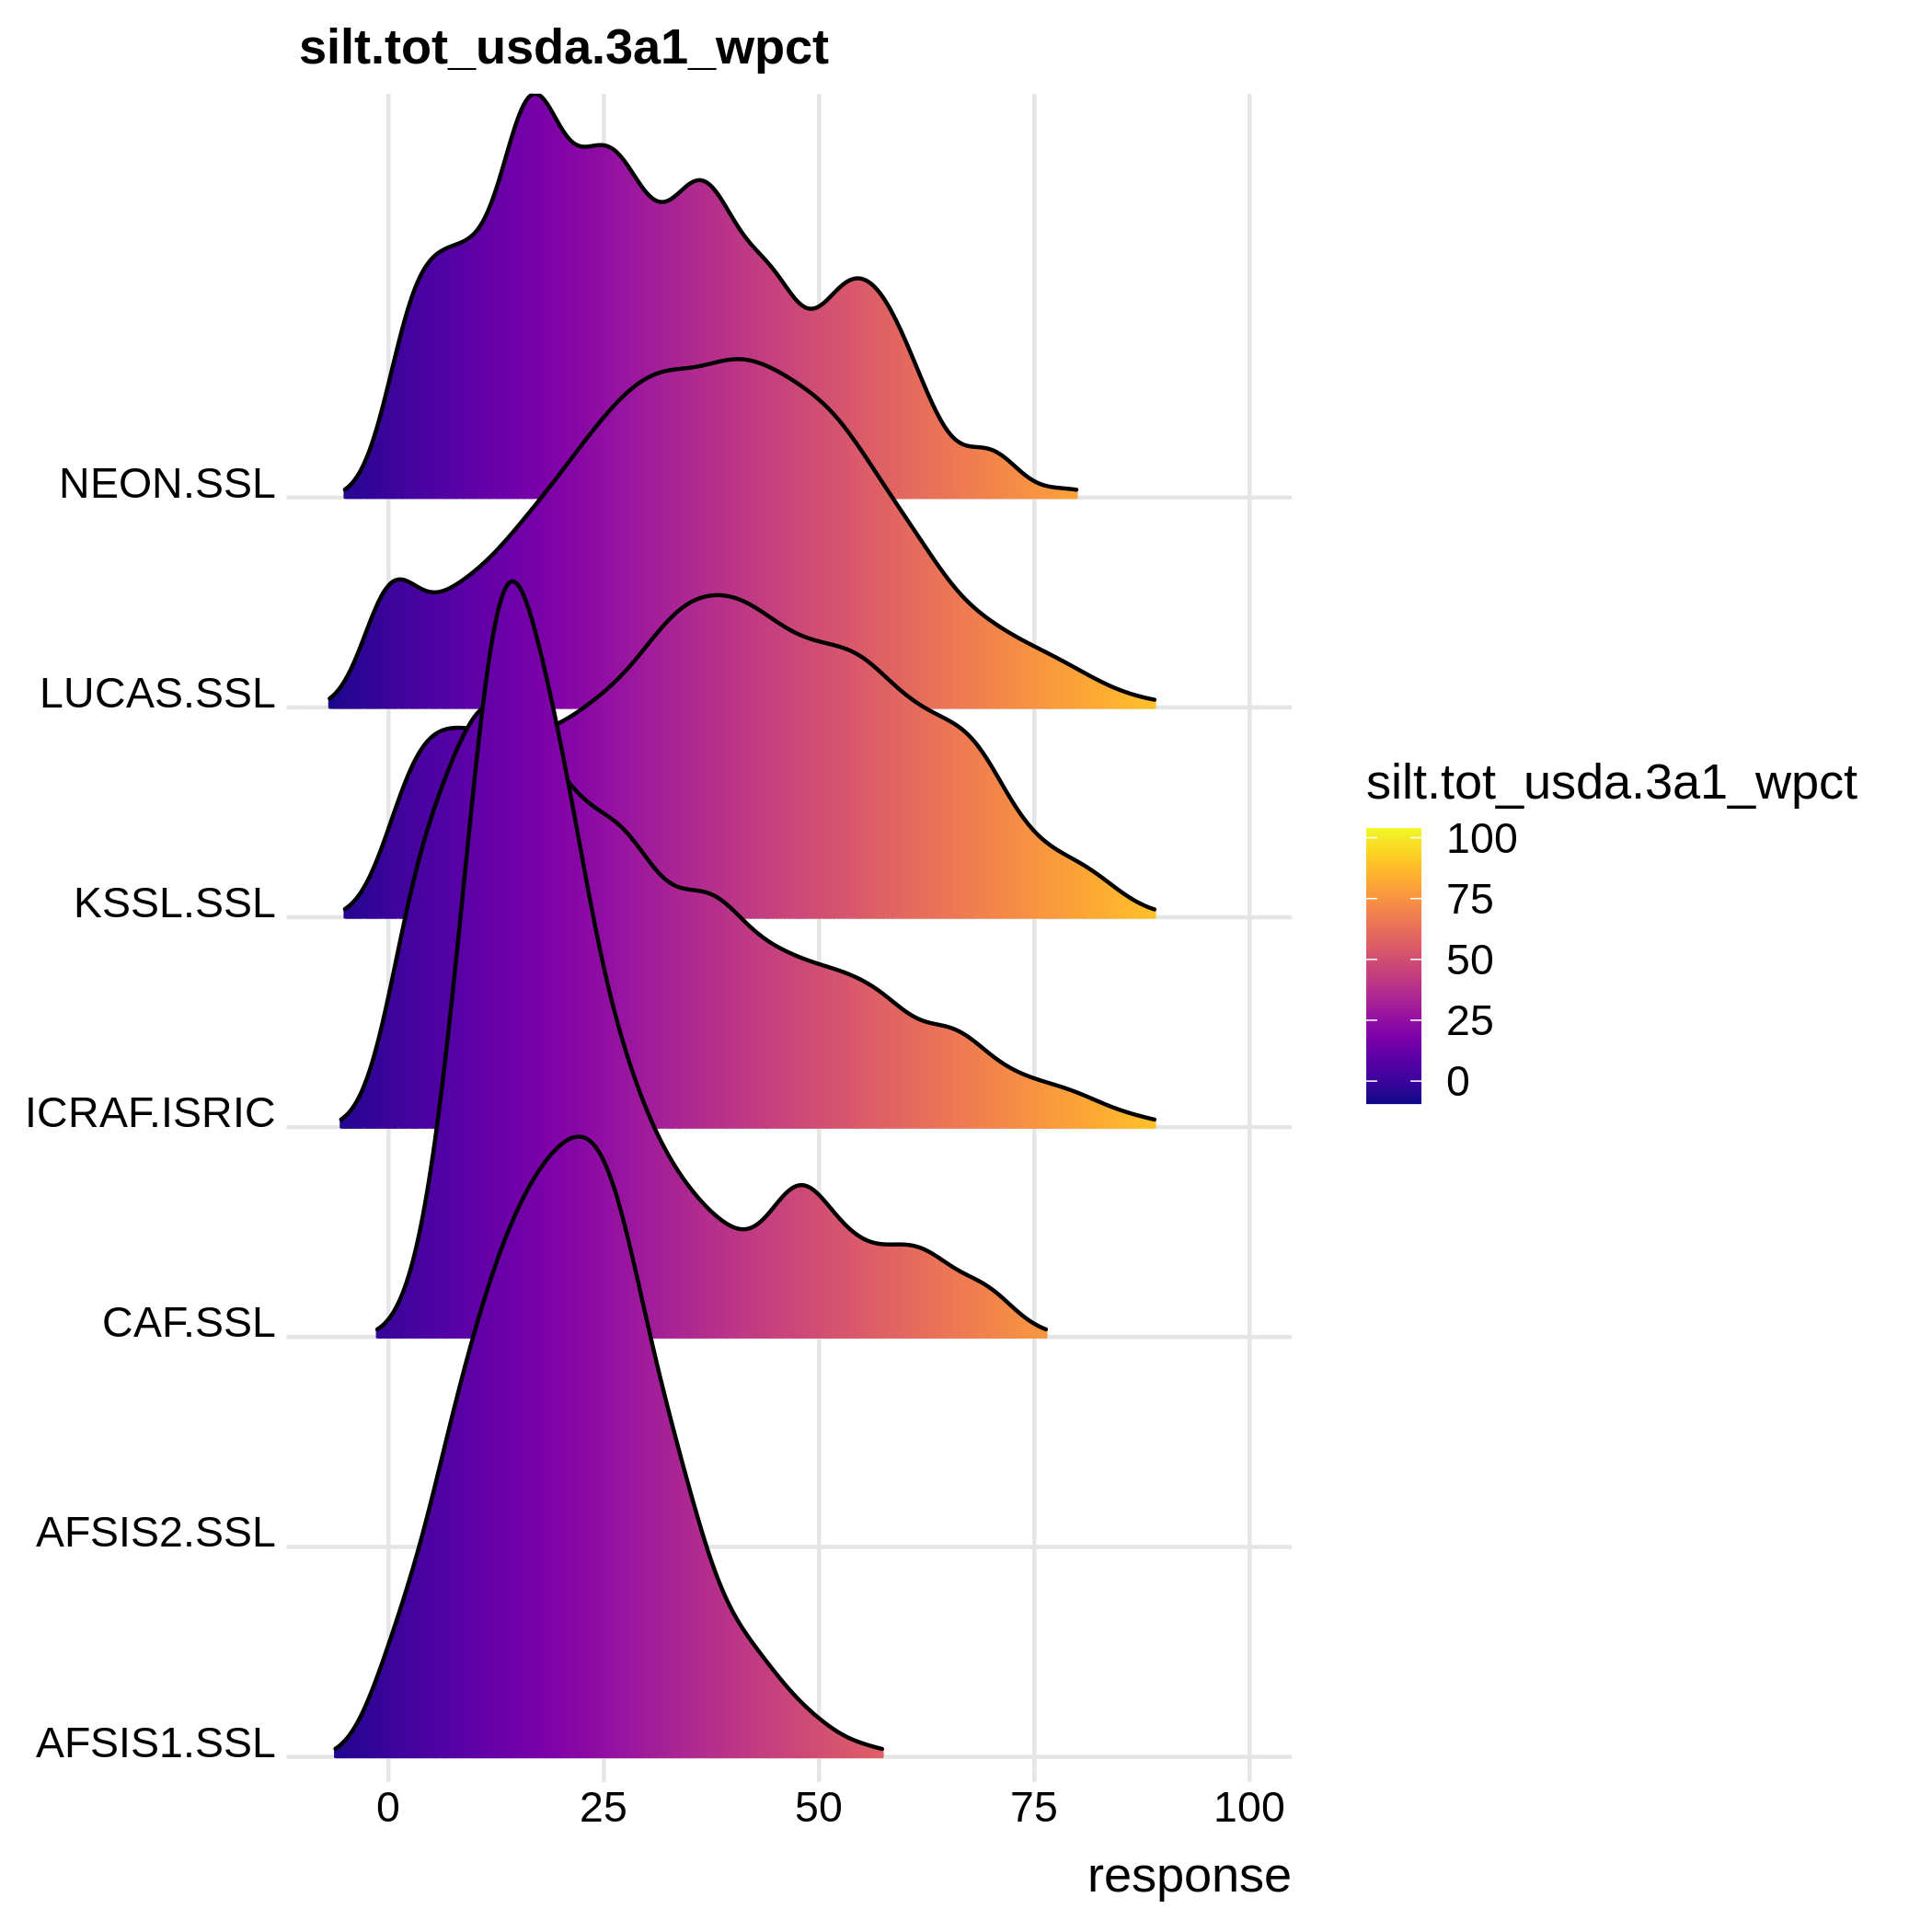 silt.tot_usda.3a1_wpct
NEON.SSL
LUCAS.SSL
KSSL.SSL
ICRAF.ISRIC
CAF.SSL
AFSIS2.SSL
AFSIS1.SSL
0 25 50 75 100
response
silt.tot_usda.3a1_wpct
100
75
50
25
0